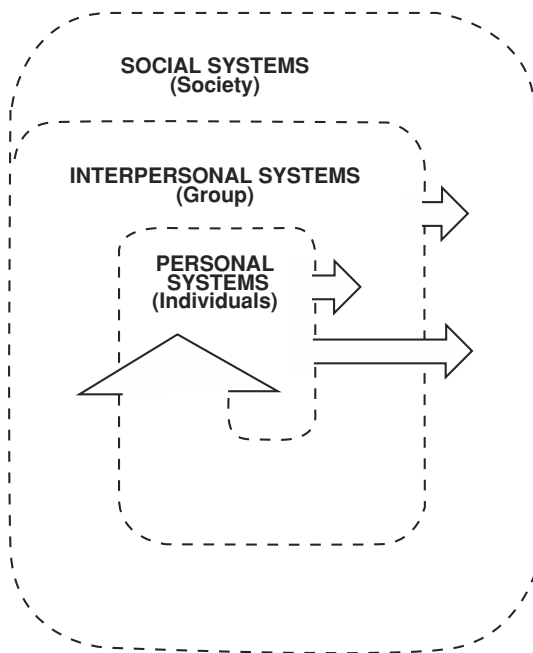 SOCIAL SYSTEMS
(Society)
INTERPERSONAL SYSTEMS
(Group)
PERSONAL
SYSTEMS
(Individuals)